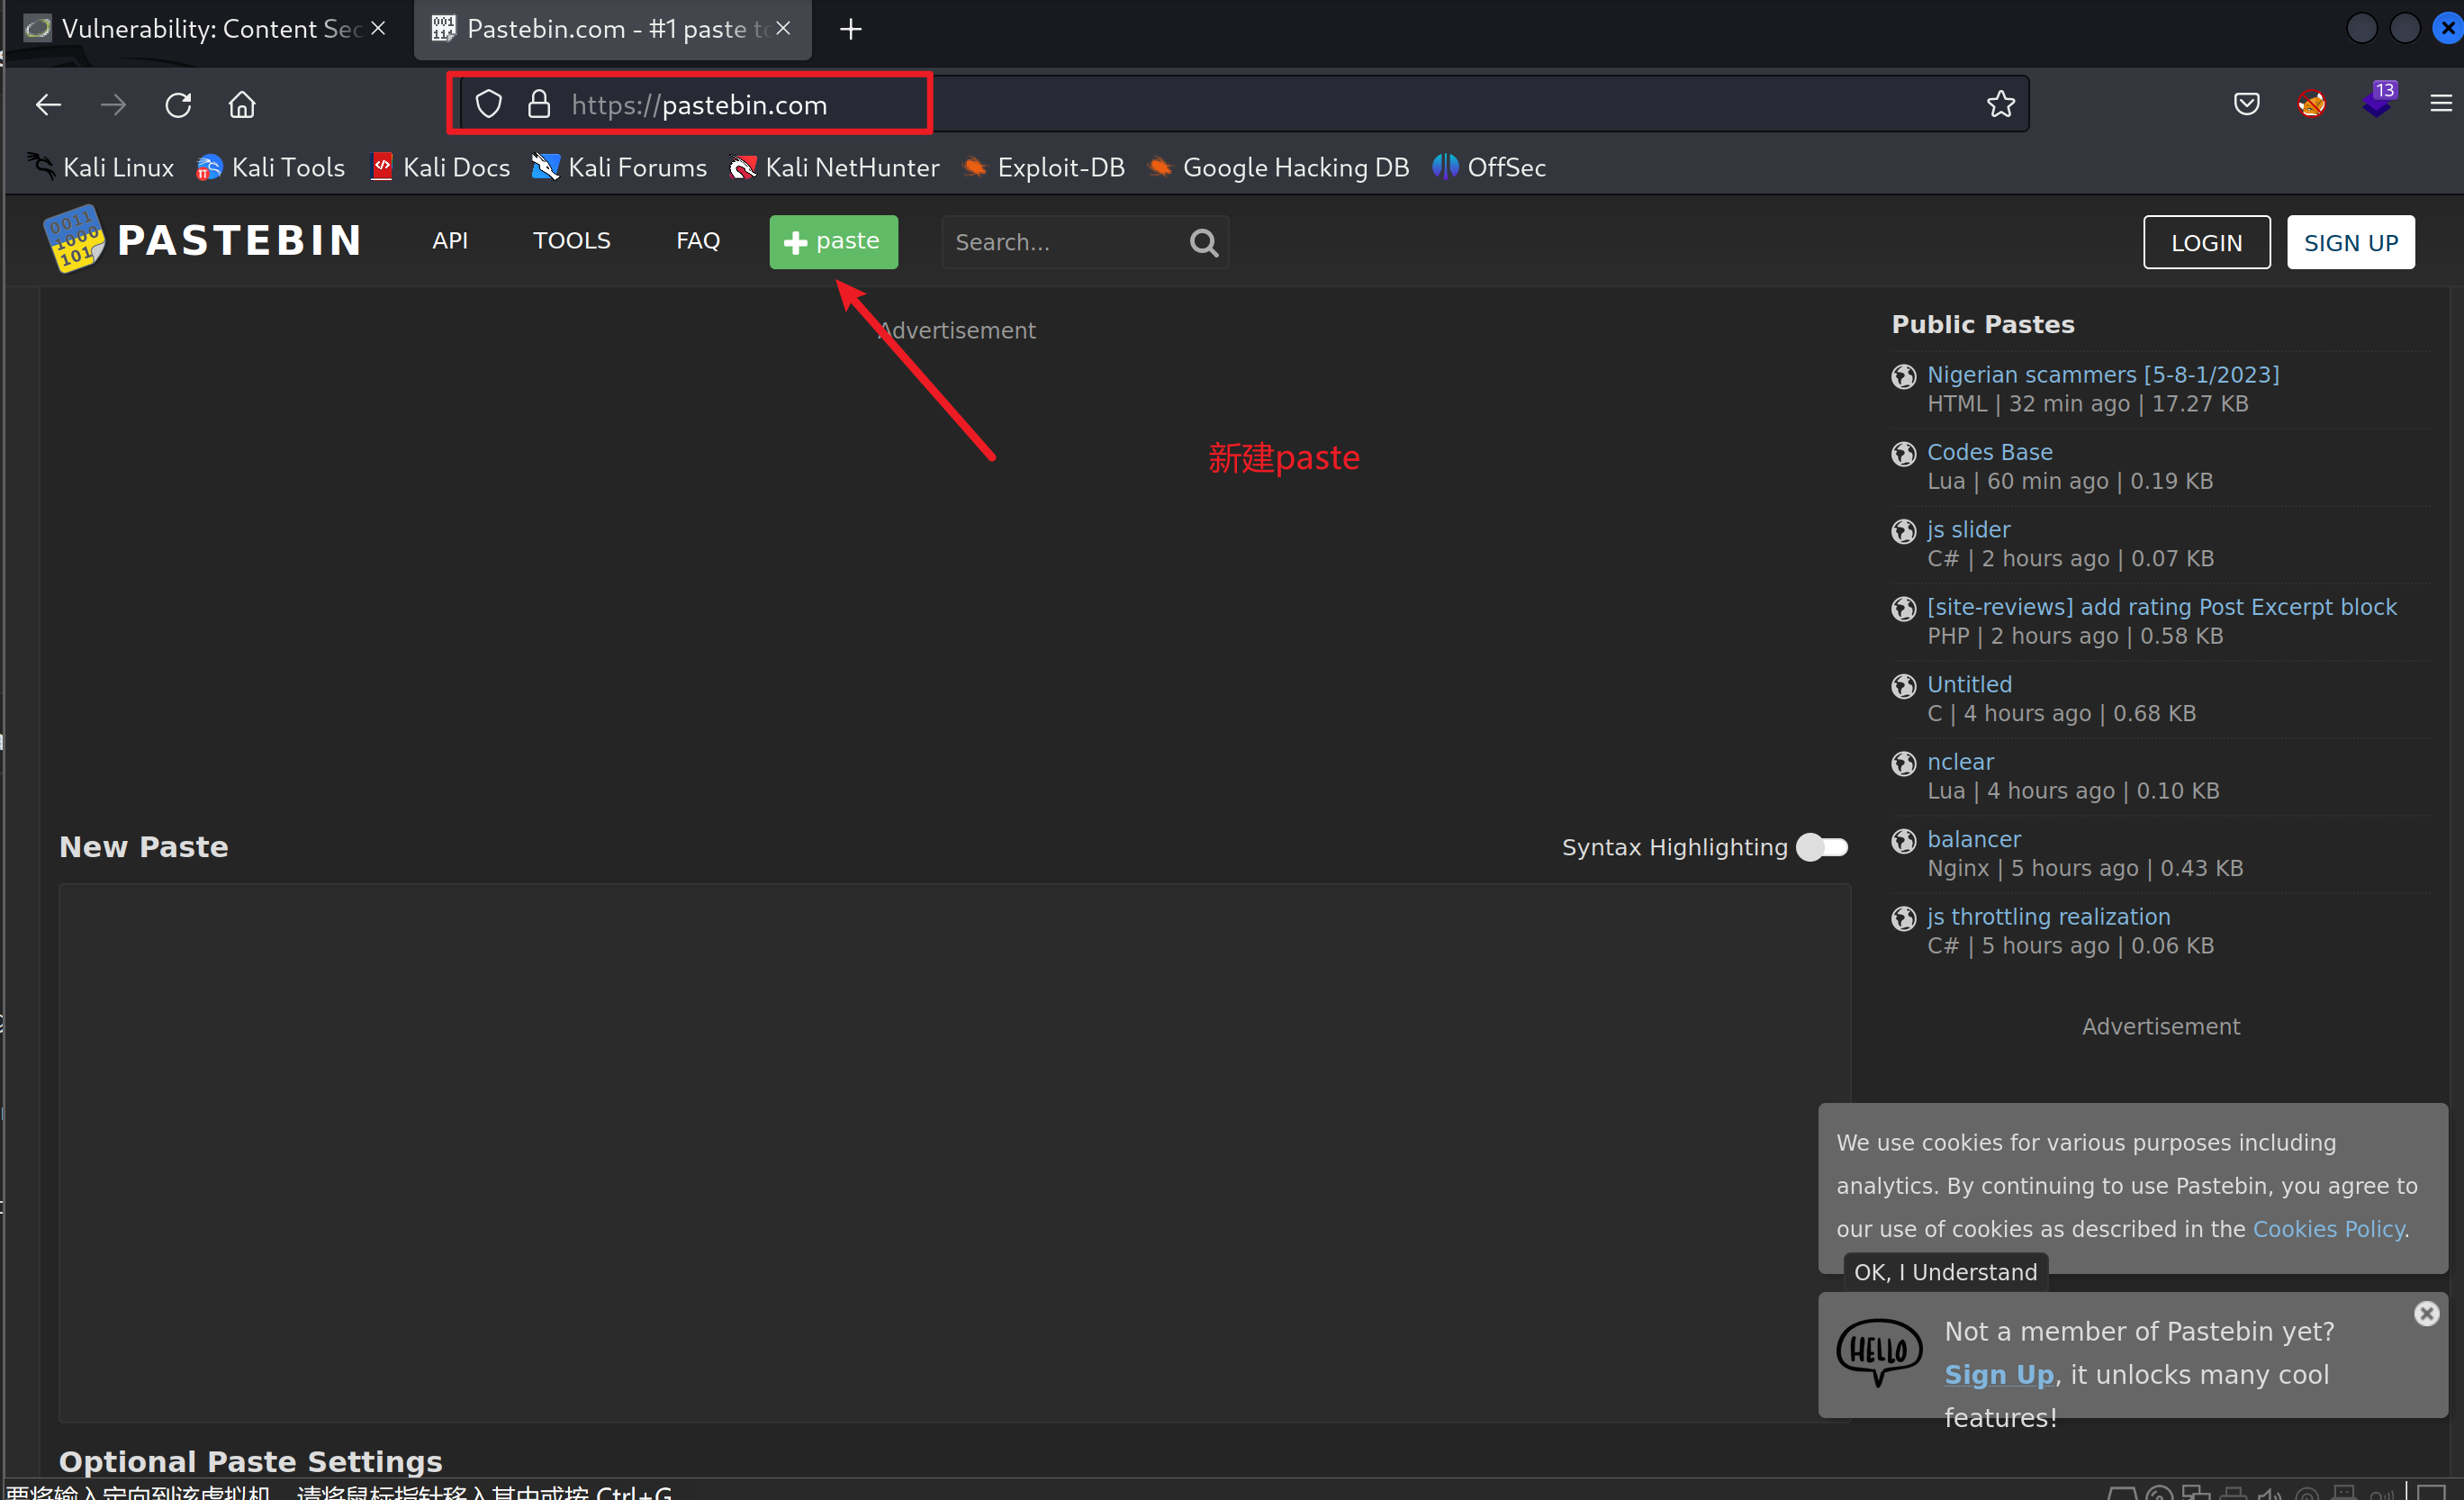 Vulnerability: Content Sec
Pastebin.com - #1 paste to
https://pastebin.com
13
Kali Linux
Kali Tools
Kali Docs
Kali Forums
Kali NetHunter
Exploit-DB
Google Hacking DB
OffSec
0011
1000
101
PASTEBIN
API
TOOLS
FAQ
paste
Search...
LOGIN
SIGN UP
Advertisement
新建paste
Public Pastes
Nigerian scammers [5-8-1/2023]
HTML | 32 min ago | 17.27 KB
Codes Base
Lua | 60 min ago | 0.19 KB
js slider
C# | 2 hours ago | 0.07 KB
[site-reviews] add rating Post Excerpt block
PHP | 2 hours ago | 0.58 KB
Untitled
C | 4 hours ago | 0.68 KB
nclear
Lua | 4 hours ago | 0.10 KB
balancer
Nginx | 5 hours ago | 0.43 KB
js throttling realization
C# | 5 hours ago | 0.06 KB
Advertisement
New Paste
Syntax Highlighting
We use cookies for various purposes including
analytics. By continuing to use Pastebin, you agree to
our use of cookies as described in the Cookies Policy.
OK, I Understand
HELLO
Not a member of Pastebin yet?
Sign Up, it unlocks many cool
features!
Optional Paste Settings
要将输入定向到该虚拟机，请将鼠标指针移入其中或按 Ctrl+G